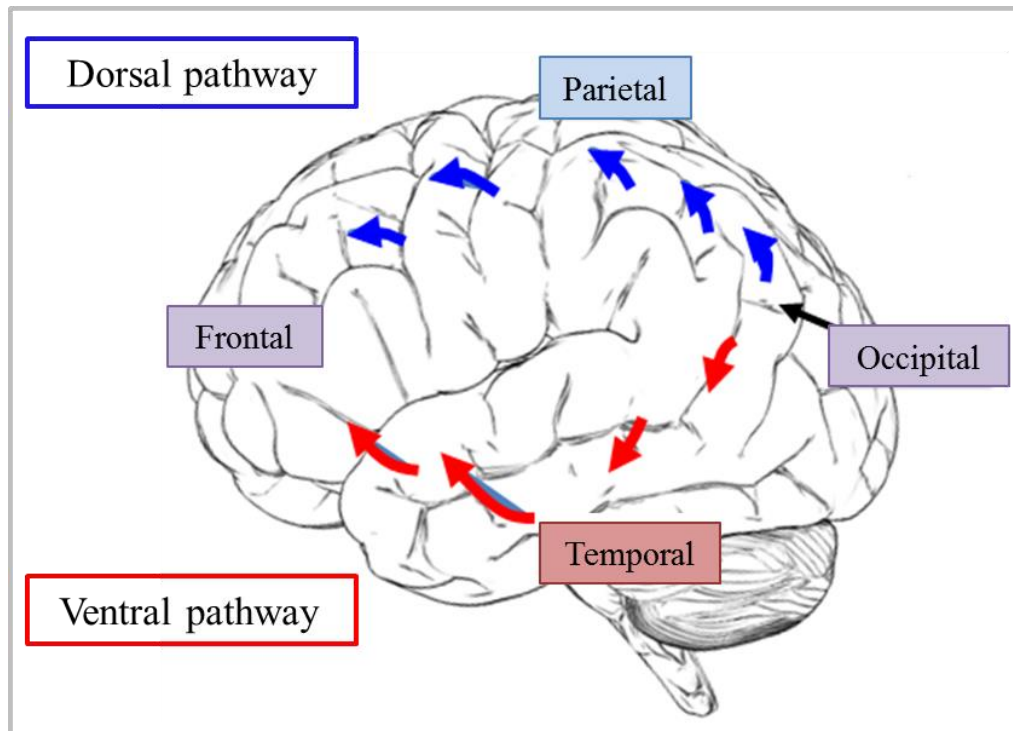 Dorsal pathway
Parietal
Frontal
Occipital
Temporal
Ventral pathway